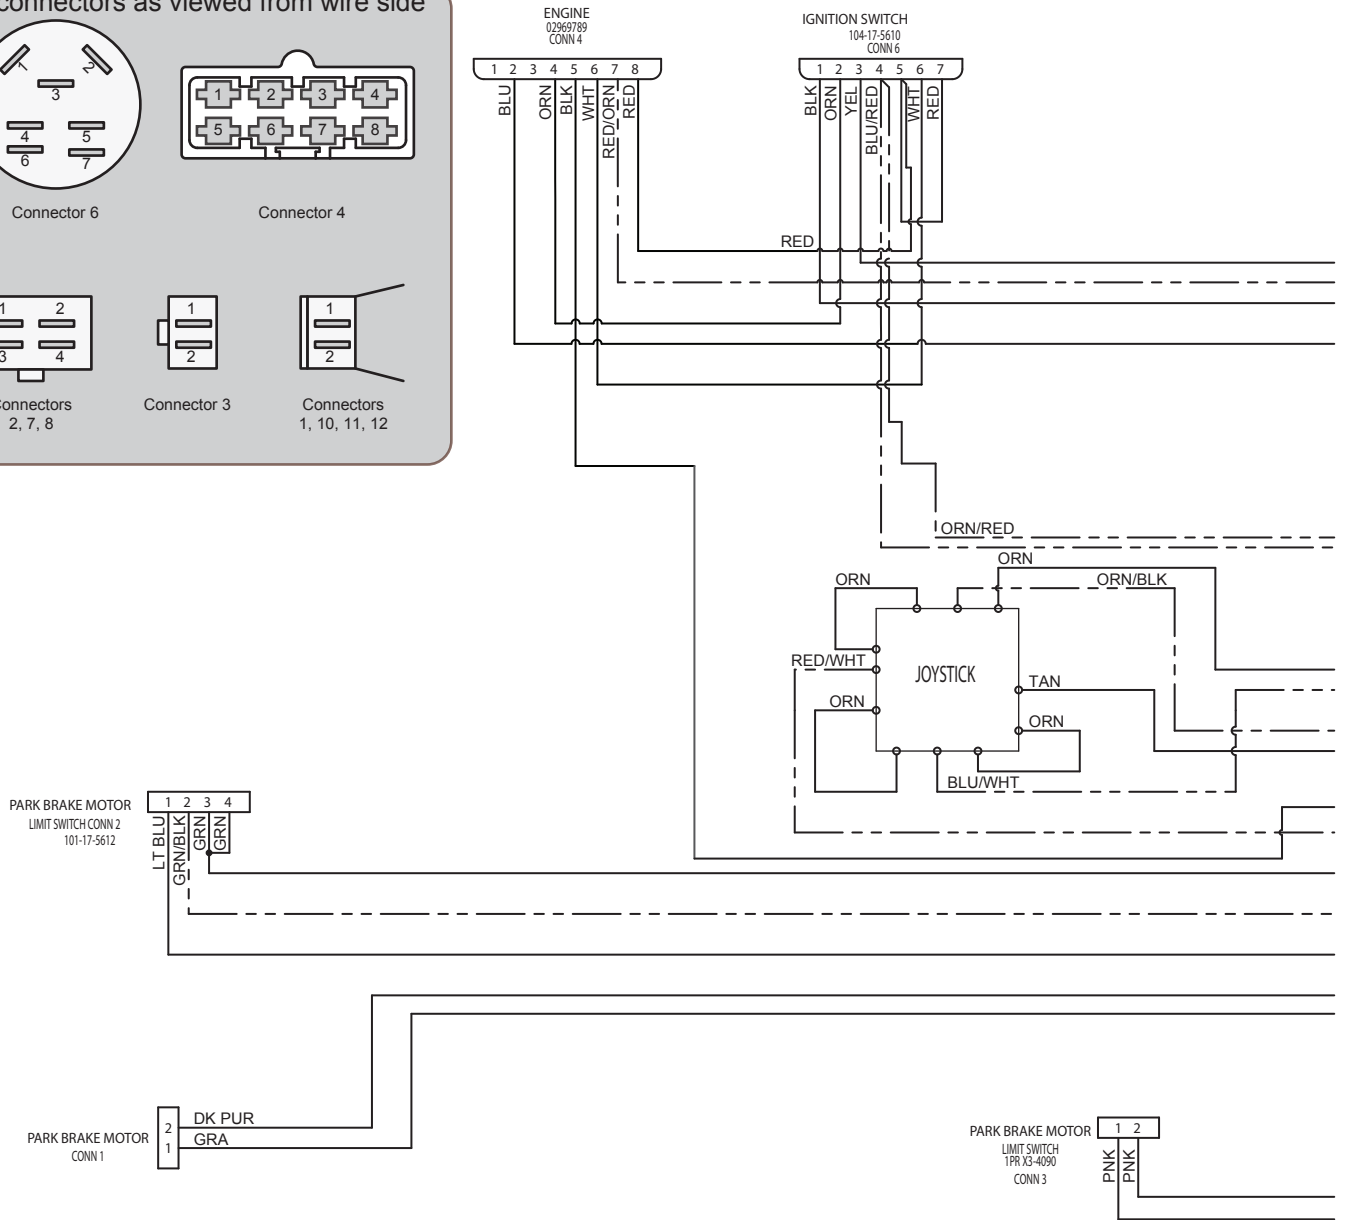 connectors as viewed from wire side
1 2
3
4 5
6 7
Connector 6
1 2 3 4
5 6 7 8
Connector 4
1 2
3 4
onnectors
2, 7, 8
1
2
Connector 3
1
2
Connectors
1, 10, 11, 12
ENGINE
02969789
CONN 4
1 2 3 4 5 6 7 8
BLU
ORN
BLK
WHT
RED/ORN
RED
IGNITION SWITCH
104-17-5610
CONN 6
1 2 3 4 5 6 7
BLK
ORN
YEL
BLU/RED
WHT
RED
RED
ORN/RED
ORN
ORN
ORN/BLK
RED/WHT
JOYSTICK
TAN
ORN
ORN
BLU/WHT
PARK BRAKE MOTOR
LIMIT SWITCH CONN 2
101-17-5612
1 2 3 4
LT BLU
GRN/BLK
GRN
GRN
PARK BRAKE MOTOR
CONN 1
2
1
DK PUR
GRA
PARK BRAKE MOTOR
LIMIT SWITCH
1PR X3-4090
CONN 3
1 2
PNK
PNK